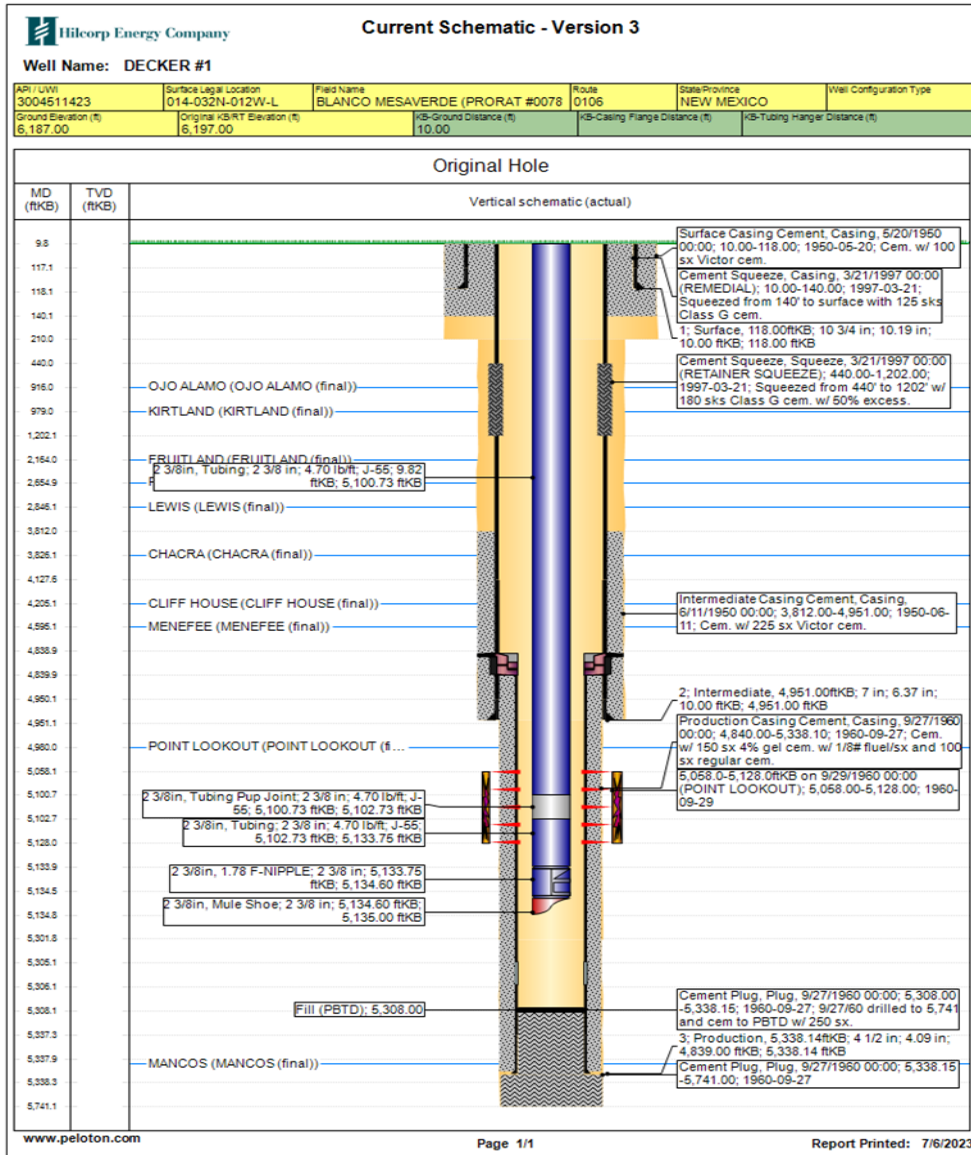 Hilcorp Energy Company
Current Schematic - Version 3
Well Name: DECKER #1
API / UWI
3004511423
Surface Legal Location
014-032N-012W-L
Field Name
BLANCO MESAVERDE (PRORAT #0078
Route
0106
State/Province
NEW MEXICO
Well Configuration Type
Ground Elevation (ft)
6,187.00
Original KB/RT Elevation (ft)
6,197.00
KB-Ground Distance (ft)
10.00
KB-Casing Flange Distance (ft)
KB-Tubing Hanger Distance (ft)
Original Hole
MD
(ftKB)
TVD
(ftKB)
Vertical schematic (actual)
9.8
117.1
118.1
140.1
210.0
440.0
916.0
979.0
1,202.1
2,164.0
2,654.9
2,846.1
3,812.0
3,826.1
4,127.6
4,205.1
4,595.1
4,838.9
4,839.9
4,950.1
4,951.1
4,980.0
5,058.1
5,100.7
5,102.7
5,128.0
5,133.9
5,134.5
5,134.8
5,301.8
5,305.1
5,306.1
5,308.1
5,337.3
5,337.9
5,338.3
5,741.1
OJO ALAMO (OJO ALAMO (final))
KIRTLAND (KIRTLAND (final))
FRUITLAND (FRUITLAND (final))
2 3/8in, Tubing; 2 3/8 in; 4.70 lb/ft; J-55; 9.82
ftKB; 5,100.73 ftKB
LEWIS (LEWIS (final))
CHACRA (CHACRA (final))
CLIFF HOUSE (CLIFF HOUSE (final))
MENEFEE (MENEFEE (final))
POINT LOOKOUT (POINT LOOKOUT (fi...
2 3/8in, Tubing Pup Joint; 2 3/8 in; 4.70 lb/ft; J-
55; 5,100.73 ftKB; 5,102.73 ftKB
2 3/8in, Tubing; 2 3/8 in; 4.70 lb/ft; J-55;
5,102.73 ftKB; 5,133.75 ftKB
2 3/8in, 1.78 F-NIPPLE; 2 3/8 in; 5,133.75
ftKB; 5,134.60 ftKB
2 3/8in, Mule Shoe; 2 3/8 in; 5,134.60 ftKB;
5,135.00 ftKB
Fill (PBTD); 5,308.00
MANCOS (MANCOS (final))
Surface Casing Cement, Casing, 5/20/1950
00:00; 10.00-118.00; 1950-05-20; Cem. w/ 100
sx Victor cem.
Cement Squeeze, Casing, 3/21/1997 00:00
(REMEDIAL); 10.00-140.00; 1997-03-21;
Squeezed from 140' to surface with 125 sks
Class G cem.
1; Surface, 118.00ftKB; 10 3/4 in; 10.19 in;
10.00 ftKB; 118.00 ftKB
Cement Squeeze, Squeeze, 3/21/1997 00:00
(RETAINER SQUEEZE); 440.00-1,202.00;
1997-03-21; Squeezed from 440' to 1202' w/
180 sks Class G cem. w/ 50% excess.
Intermediate Casing Cement, Casing,
6/11/1950 00:00; 3,812.00-4,951.00; 1950-06-
11; Cem. w/ 225 sx Victor cem.
2; Intermediate, 4,951.00ftKB; 7 in; 6.37 in;
10.00 ftKB; 4,951.00 ftKB
Production Casing Cement, Casing, 9/27/1960
00:00; 4,840.00-5,338.10; 1960-09-27; Cem.
w/ 150 sx 4% gel cem. w/ 1/8# fluel/sx and 100
sx regular cem.
5,058.0-5,128.0ftKB on 9/29/1960 00:00
(POINT LOOKOUT); 5,058.00-5,128.00; 1960-
09-29
Cement Plug, Plug, 9/27/1960 00:00; 5,308.00
-5,338.15; 1960-09-27; 9/27/60 drilled to 5,741
and cem to PBTD w/ 250 sx.
3; Production, 5,338.14ftKB; 4 1/2 in; 4.09 in;
4,839.00 ftKB; 5,338.14 ftKB
Cement Plug, Plug, 9/27/1960 00:00; 5,338.15
-5,741.00; 1960-09-27
www.peloton.com
Page 1/1
Report Printed: 7/6/2023